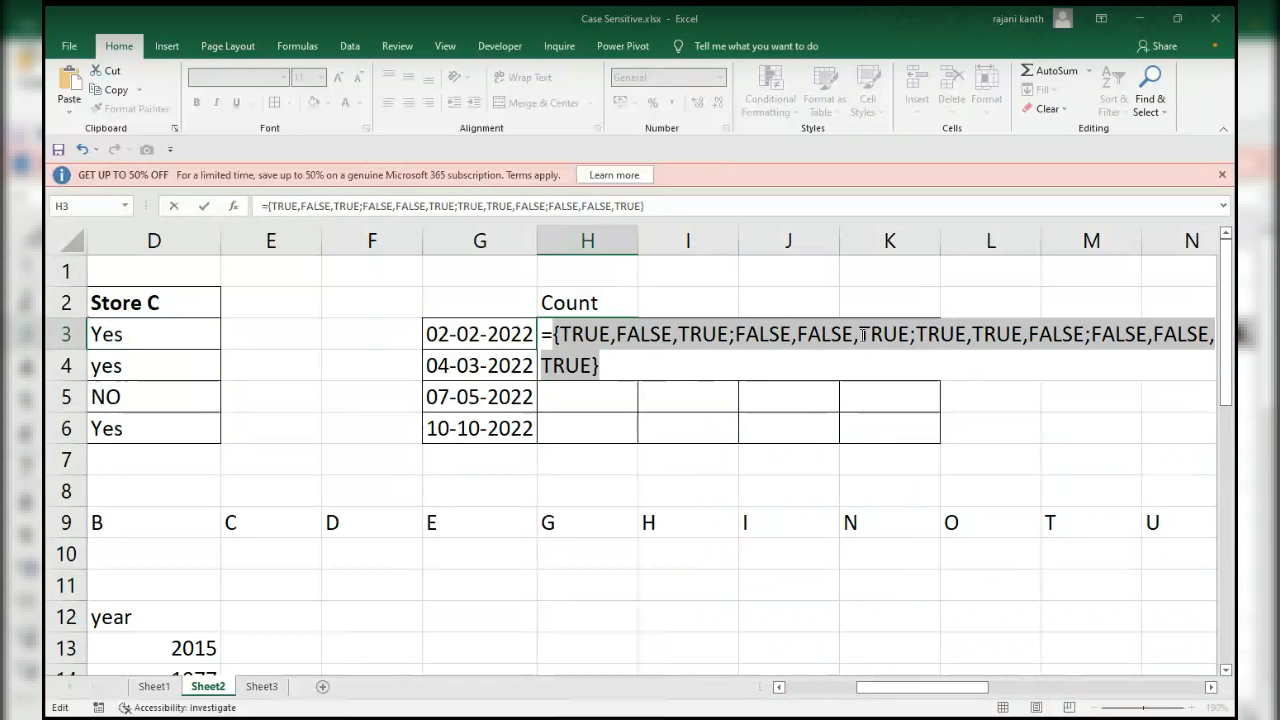 Case Sensitive.xlsx - Excel
rajani kanth
File Home Insert Page Layout Formulas Data Review View Developer Inquire Power Pivot Tell me what you want to do Share
Paste Cut Copy Format Painter Clipboard
11 A A B I U Font
Wrap Text Merge & Center Alignment
General % Number
Conditional Formatting Format as Table Cell Styles Styles
Insert Delete Format Cells
AutoSum Fill Clear Sort & Filter Find & Select Editing
GET UP TO 50% OFF For a limited time, save up to 50% on a genuine Microsoft 365 subscription. Terms apply. Learn more
H3 fx ={TRUE,FALSE,TRUE;FALSE,FALSE,TRUE;TRUE,TRUE,FALSE;FALSE,FALSE,TRUE}
D E F G H I J K L M N
1
2 Store C Count
3 Yes 02-02-2022 ={TRUE,FALSE,TRUE;FALSE,FALSE,TRUE;TRUE,TRUE,FALSE;FALSE,FALSE,
4 yes 04-03-2022 TRUE}
5 NO 07-05-2022
6 Yes 10-10-2022
7
8
9 B C D E G H I N O T U
10
11
12 year
13 2015
Sheet1 Sheet2 Sheet3
Edit Accessibility: Investigate 190%